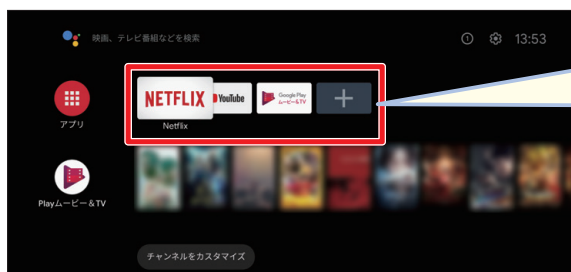 映画、テレビ番組などを検索
① 13:53
NETFLIX
YouTube
Google Play
ムービー&TV
アプリ
Netflix
Playムービー&TV
チャンネルをカスタマイズ